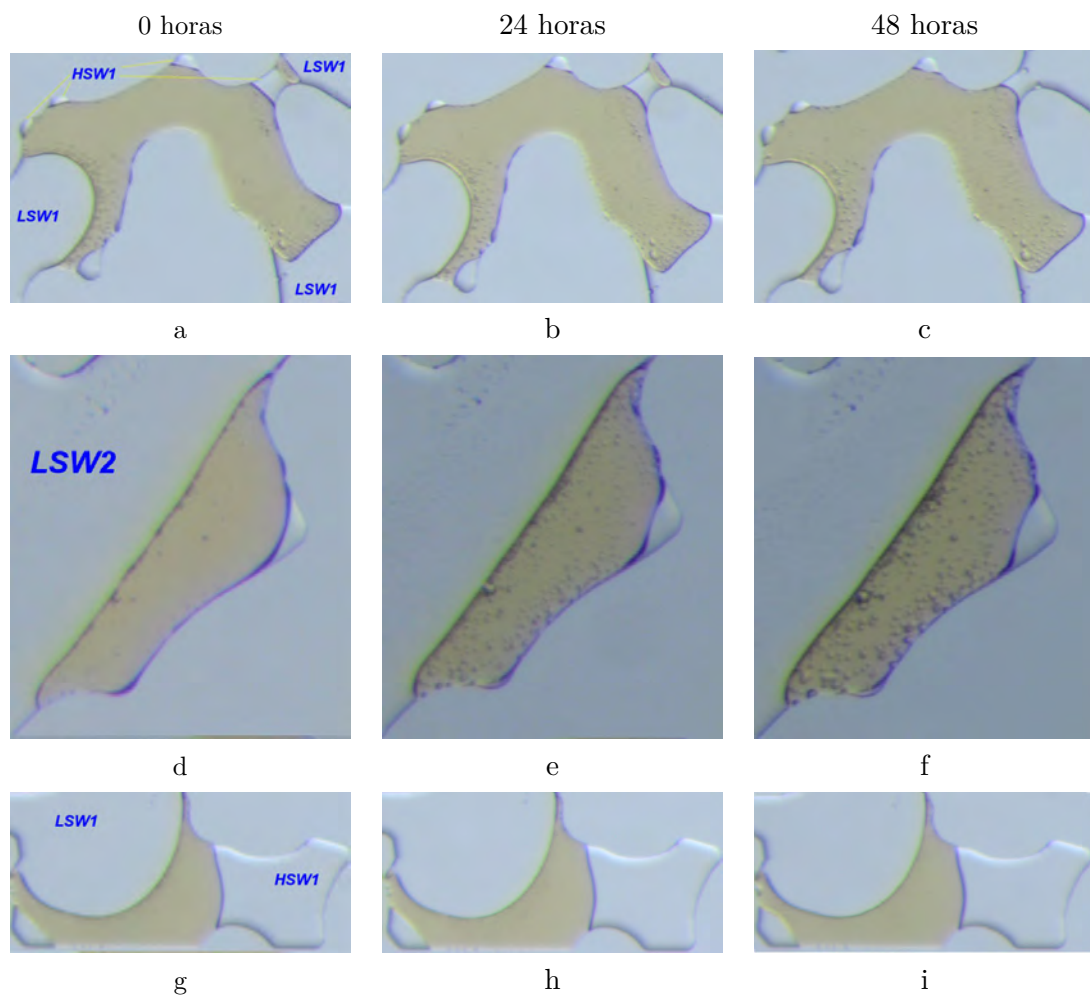 0 horas 24 horas 48 horas
HSW1 LSW1
LSW1
LSW1
a b c
LSW2
d e f
LSW1
HSW1
g h i